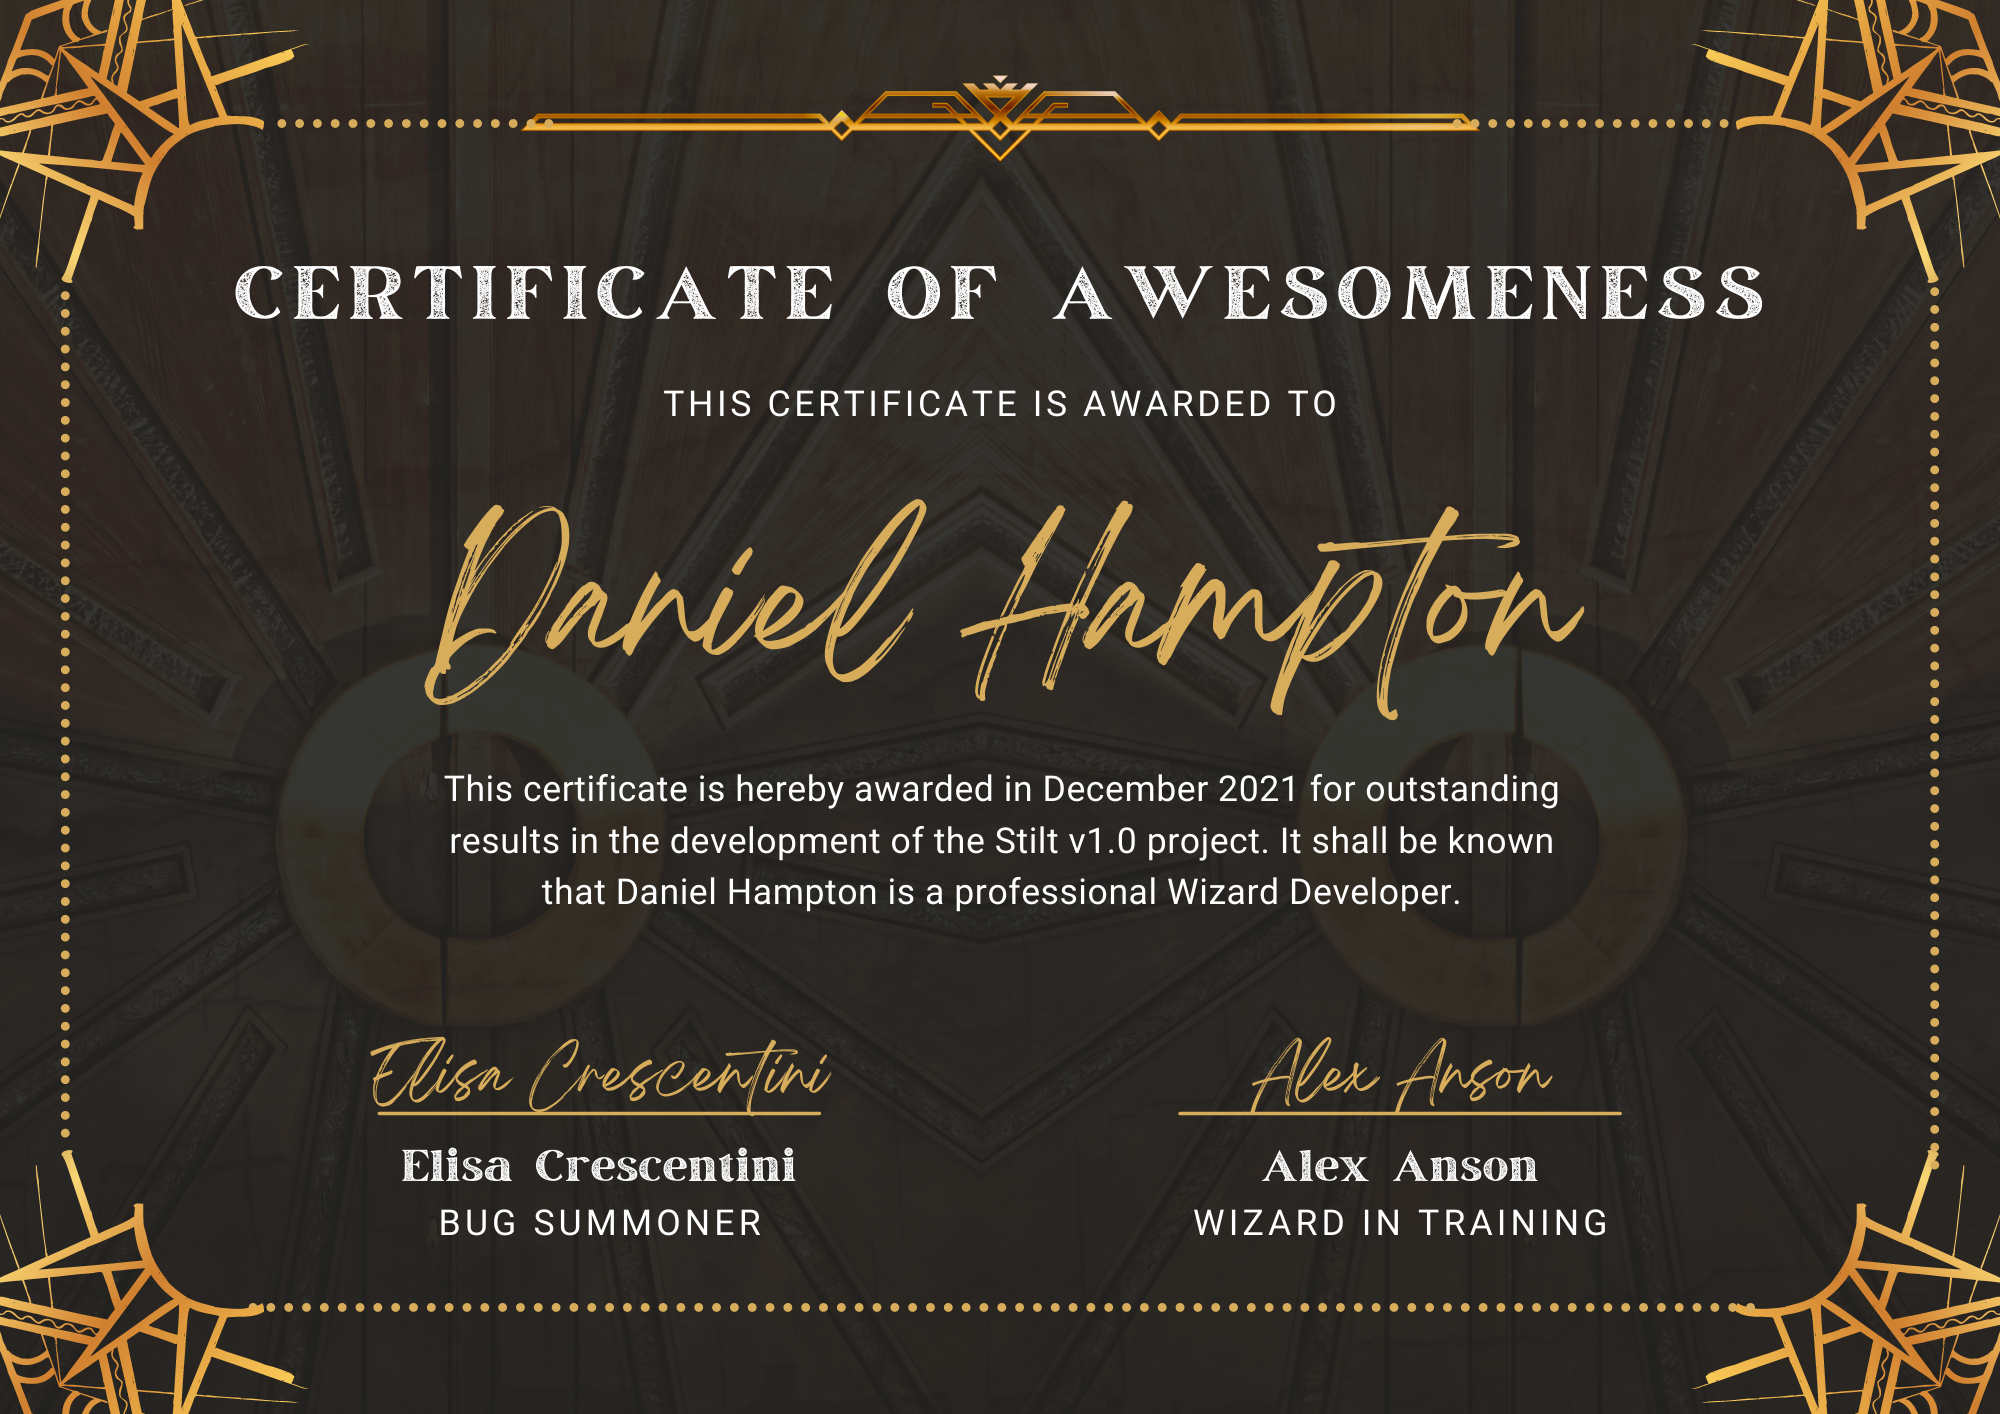 CERTIFICATE OF AWESOMENESS
THIS CERTIFICATE IS AWARDED TO
Daniel Hampton
This certificate is hereby awarded in December 2021 for outstanding
results in the development of the Stilt v1.0 project. It shall be known
that Daniel Hampton is a professional Wizard Developer.
Elisa Crescentini
Elisa Crescentini
BUG SUMMONER
Alex Anson
Alex Anson
WIZARD IN TRAINING